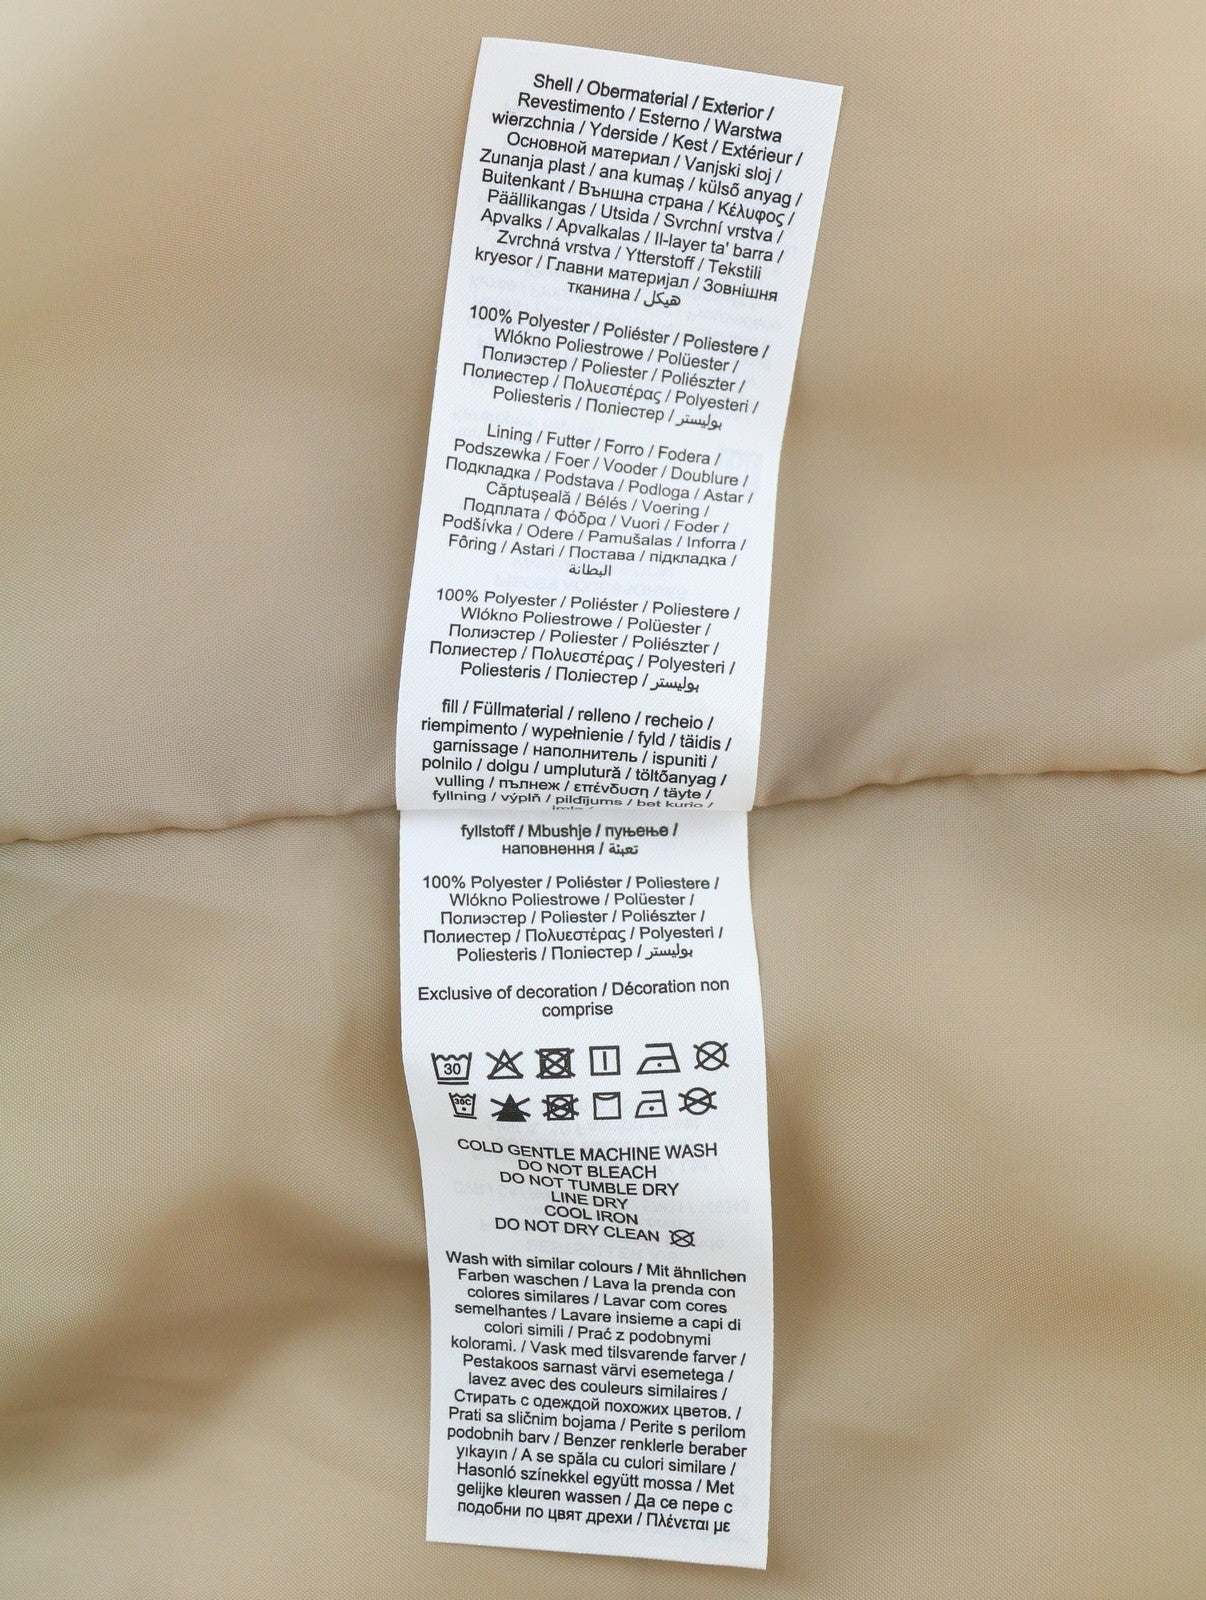 Shell / Obermaterial / Exterior /
Revestimento / Esterno / Warstwa
wierzchnia / Yderside / Kest / Extérieur /
Основной материал / Vanjski sloj /
Zunanja plast / ana kumaş / külső anyag /
Buitenkant / Външна страна / Κέλυφος /
Päällikangas / Utsida / Svrchní vrstva /
Apvalks / Apvalkalas / Il-layer ta' barra /
Zvrchná vrstva / Ytterstoff / Tekstili
kryesor / Главни материјал / Зовнішня
тканина / هيكل
100% Polyester / Poliéster / Poliestere /
Wlókno Poliestrowe / Polüester /
Полиэстер / Poliester / Poliészter /
Полиестер / Πολυεστέρας / Polyesteri /
Poliesteris / Поліестер / بوليستر
Lining / Futter / Forro / Fodera /
Podszewka / Foer / Vooder / Doublure /
Подкладка / Podstava / Podloga / Astar /
Căptușeală / Bélés / Voering /
Подплата / Φόδρα / Vuori / Foder /
Podšívka / Odere / Pamušalas / Inforra /
Fôring / Astari / Постава / підкладка /
البطانة
100% Polyester / Poliéster / Poliestere /
Wlókno Poliestrowe / Polüester /
Полиэстер / Poliester / Poliészter /
Полиестер / Πολυεστέρας / Polyesteri /
Poliesteris / Поліестер / بوليستر
fill / Füllmaterial / relleno / recheio /
riempimento / wypełnienie / fyld / täidis /
garnissage / наполнитель / ispuniti /
polnilo / dolgu / umplutură / töltőanyag /
vulling / пълнеж / επένδυση / täyte /
fyllning / výplň / pildījums / bet kurio /
fyllstoff / Mbushje / пуњење /
наповнення / تعبئة
100% Polyester / Poliéster / Poliestere /
Wlókno Poliestrowe / Polüester /
Полиэстер / Poliester / Poliészter /
Полиестер / Πολυεστέρας / Polyesteri /
Poliesteris / Поліестер / بوليستر
Exclusive of decoration / Décoration non
comprise
30
30C
COLD GENTLE MACHINE WASH
DO NOT BLEACH
DO NOT TUMBLE DRY
LINE DRY
COOL IRON
DO NOT DRY CLEAN
Wash with similar colours / Mit ähnlichen
Farben waschen / Lava la prenda con
colores similares / Lavar com cores
semelhantes / Lavare insieme a capi di
colori simili / Prać z podobnymi
kolorami. / Vask med tilsvarende farver /
Pestakoos sarnast värvi esemetega /
lavez avec des couleurs similaires /
Стирать с одеждой похожих цветов. /
Prati sa sličnim bojama / Perite s perilom
podobnih barv / Benzer renklerle beraber
yıkayın / A se spăla cu culori similare /
Hasonló színekkel együtt mossa / Met
gelijke kleuren wassen / Да се пере с
подобни по цвят дрехи / Πλένεται με